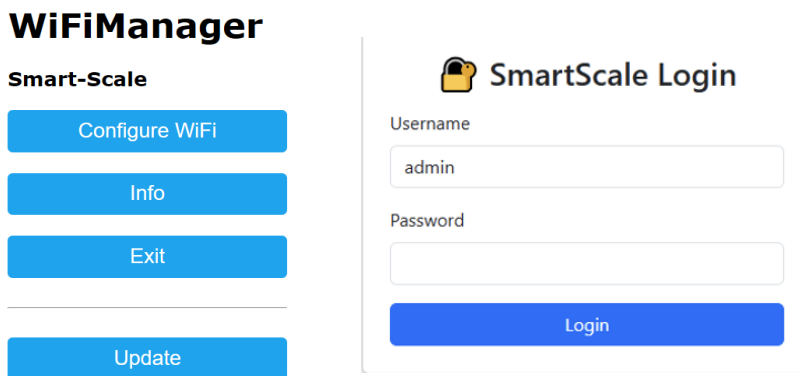 WiFiManager
Smart-Scale
Configure WiFi
Info
Exit
Update
SmartScale Login
Username
admin
Password
Login